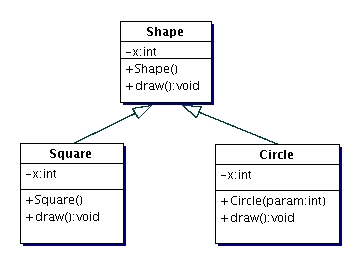 Shape
-x:int
+Shape()
+draw():void
Square
-x:int
+Square()
+draw():void
Circle
-x:int
+Circle(param:int)
+draw():void